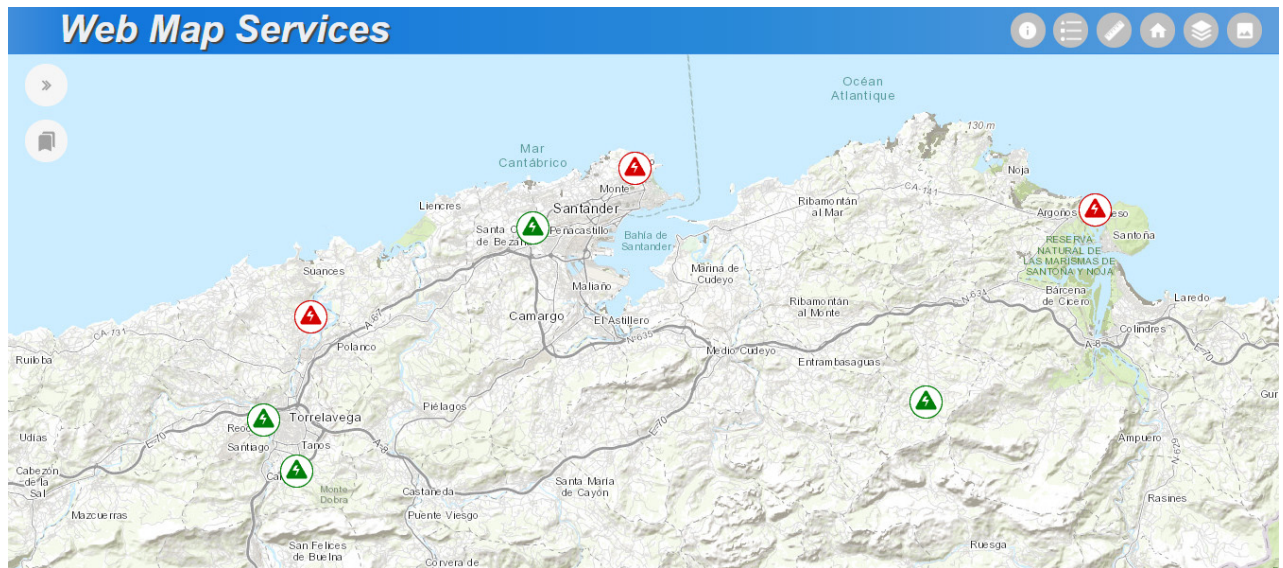 Web Map Services
Océan
Atlantique
130 m
Mar
Cantábrico
Noja
Monte
CA-141
Liencres
Santander
Ribamontán
al Mar
Argoños
Santa
de Bezan
Peñacastillo
Bahía de
Santander
RESERVA
NATURAL DE
LAS MARISMAS DE
SANTOÑA Y NOJA
Santoña
Suances
Marina de
Cudeyo
Maliaño
Bárcena
de Cicero
Laredo
N-634
Ribamontán
al Monte
Camargo
El Astillero
CA-131
A-67
Colindres
N-635
Polanco
Medio Cudeyo
A-8
E-70
Ruiloba
Entrambasaguas
Piélagos
Torrelavega
Reoc
E-70
Udías
Santiago
Tanos
A-8
E-70
Ampuero
N-629
Cabezón
de la
Sal
Monte
Dobra
Castañeda
Santa María
de Cayón
Rasines
Mazcuerras
Puente Viesgo
San Felices
de Buelna
Ruesga
Corvera de